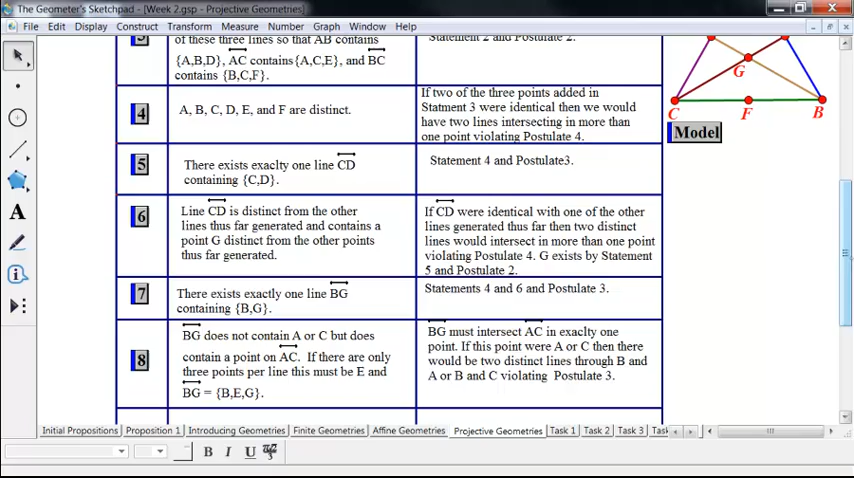 The Geometer's Sketchpad - [Week 2.gsp - Projective Geometries]
File Edit Display Construct Transform Measure Number Graph Window Help
of these three lines so that AB contains
{A,B,D}, AC contains{A,C,E}, and BC
contains {B,C,F}.
Statement 2 and Postulate 2.
4
A, B, C, D, E, and F are distinct.
If two of the three points added in
Statment 3 were identical then we would
have two lines intersecting in more than
one point violating Postulate 4.
5
There exists exaclty one line CD
containing {C,D}.
Statement 4 and Postulate3.
6
Line CD is distinct from the other
lines thus far generated and contains a
point G distinct from the other points
thus far generated.
If CD were identical with one of the other
lines generated thus far then two distinct
lines would intersect in more than one point
violating Postulate 4. G exists by Statement
5 and Postulate 2.
7
There exists exactly one line BG
containing {B,G}.
Statements 4 and 6 and Postulate 3.
8
BG does not contain A or C but does
contain a point on AC. If there are only
three points per line this must be E and
BG = {B,E,G}.
BG must intersect AC in exaclty one
point. If this point were A or C then there
would be two distinct lines through B and
A or B and C violating Postulate 3.
G
C F B
Model
A
Initial Propositions Proposition 1 Introducing Geometries Finite Geometries Affine Geometries Projective Geometries Task 1 Task 2 Task 3 Task
B I U